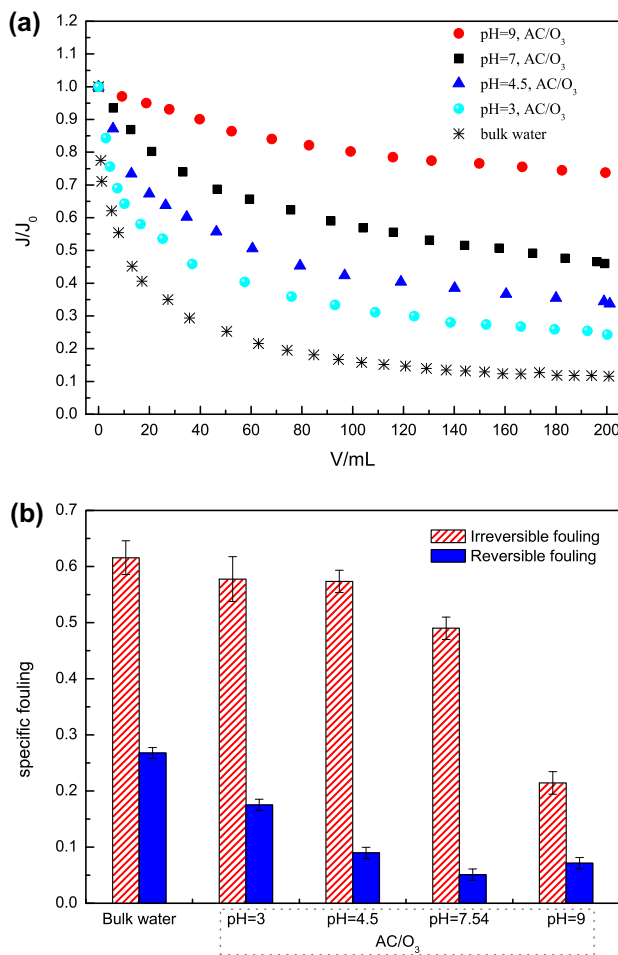 (a)
1.2
1.1
1.0
0.9
0.8
0.7
0.6
0.5
0.4
0.3
0.2
0.1
0.0
J/J₀
pH=9, AC/O₃
pH=7, AC/O₃
pH=4.5, AC/O₃
pH=3, AC/O₃
bulk water
0 20 40 60 80 100 120 140 160 180 200
V/mL
(b)
0.7
0.6
0.5
0.4
0.3
0.2
0.1
0.0
specific fouling
Irreversible fouling
Reversible fouling
Bulk water pH=3 pH=4.5 pH=7.54 pH=9
AC/O₃